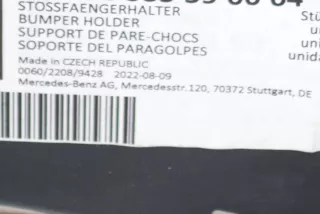 STOSSFAENGERHALTER
BUMPER HOLDER
SUPPORT DE PARE-CHOCS
SOPORTE DEL PARAGOLPES
Made in CZECH REPUBLIC
0060/2208/9428 2022-08-09
Mercedes-Benz AG, Mercedesstr.120, 70372 Stuttgart, DE